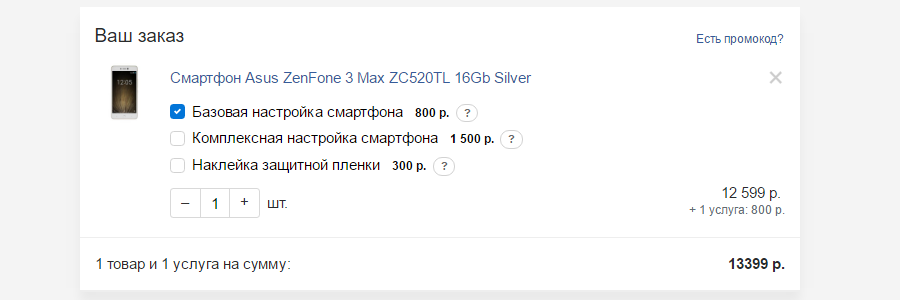 Ваш заказ
Есть промокод?
12:05
Смартфон Asus ZenFone 3 Max ZC520TL 16Gb Silver
Базовая настройка смартфона 800 р. ?
Комплексная настройка смартфона 1 500 р. ?
Наклейка защитной пленки 300 р. ?
– 1 + шт.
12 599 р.
+ 1 услуга: 800 р.
1 товар и 1 услуга на сумму:
13399 р.